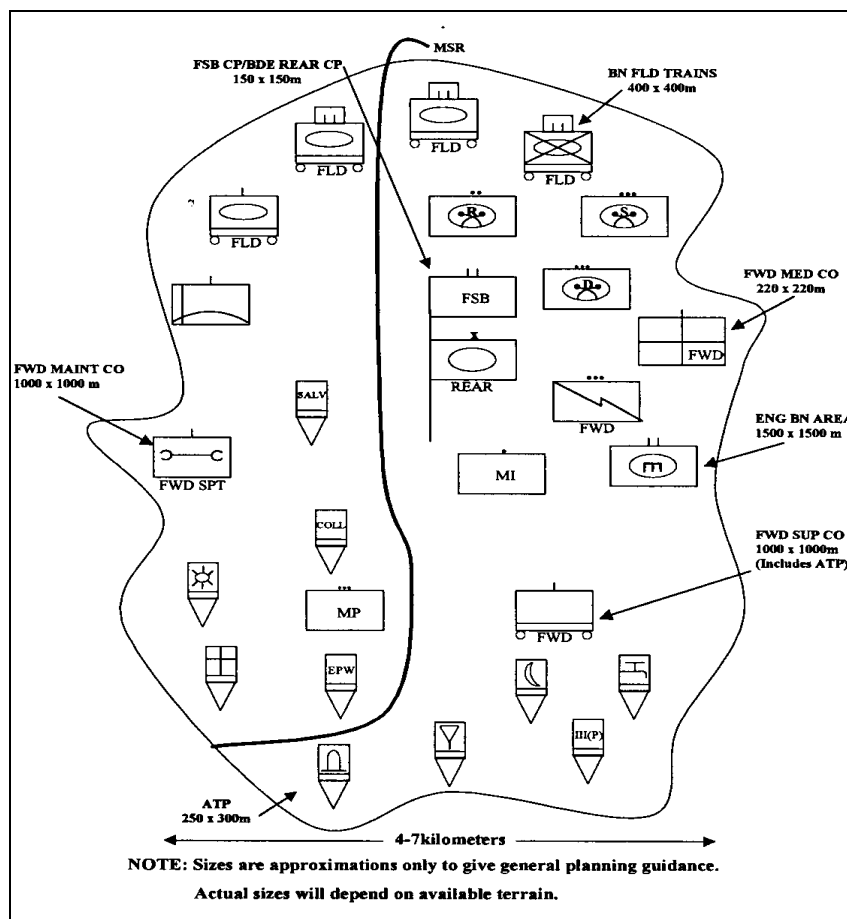 MSR
FSB CP/BDE REAR CP
150 x 150m
BN FLD TRAINS
400 x 400m
FLD
FLD
FLD
FLD
R
S
D
FSB
FWD MED CO
220 x 220m
FWD
X
REAR
FWD MAINT CO
1000 x 1000 m
SALV
FWD
ENG BN AREA
1500 x 1500 m
FWD SPT
MI
COLL
FWD SUP CO
1000 x 1000m
(Includes ATP)
MP
FWD
EPW
III(P)
ATP
250 x 300m
4-7kilometers
NOTE: Sizes are approximations only to give general planning guidance.
Actual sizes will depend on available terrain.